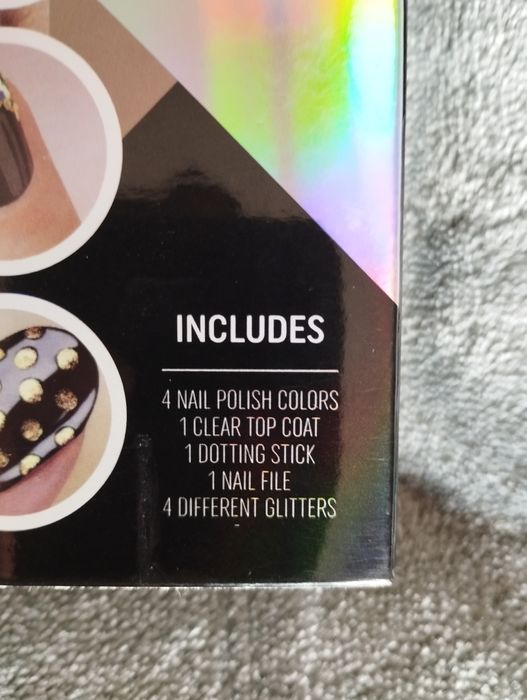 INCLUDES
4 NAIL POLISH COLORS
1 CLEAR TOP COAT
1 DOTTING STICK
1 NAIL FILE
4 DIFFERENT GLITTERS